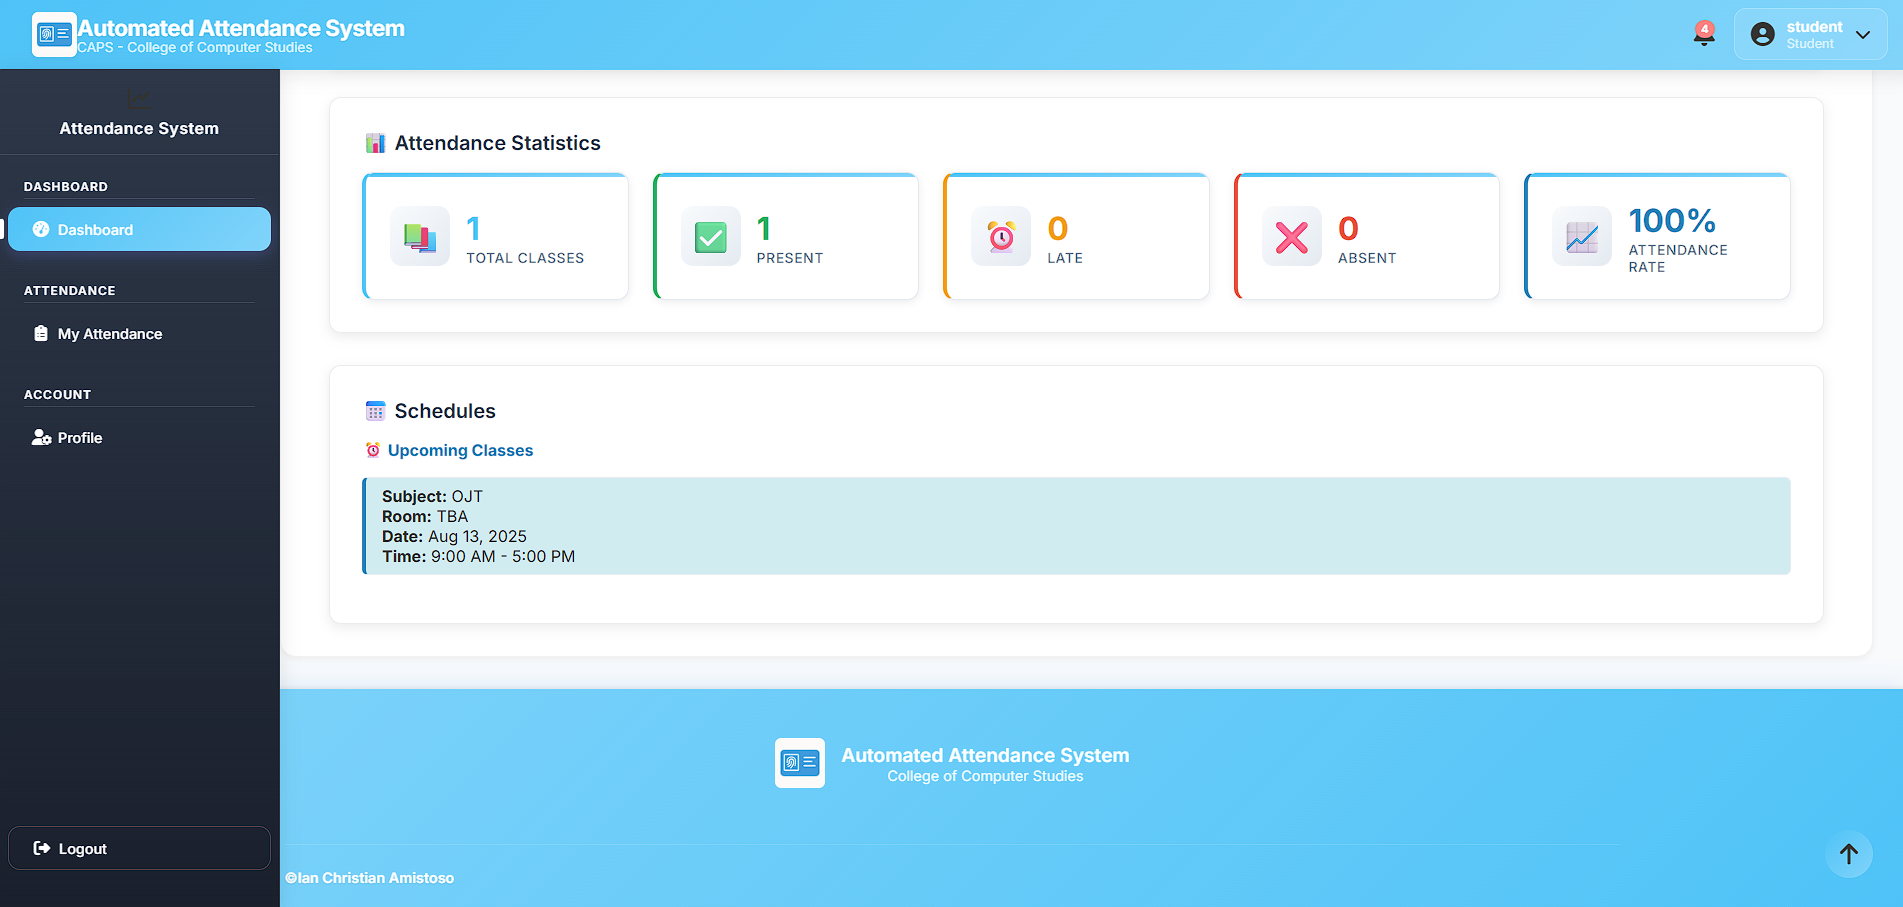 Automated Attendance System
CAPS - College of Computer Studies
4
student
Student
Attendance System
DASHBOARD
Dashboard
ATTENDANCE
My Attendance
ACCOUNT
Profile
Logout
Attendance Statistics
1
TOTAL CLASSES
1
PRESENT
0
LATE
0
ABSENT
100%
ATTENDANCE
RATE
Schedules
Upcoming Classes
Subject: OJT
Room: TBA
Date: Aug 13, 2025
Time: 9:00 AM - 5:00 PM
Automated Attendance System
College of Computer Studies
©Ian Christian Amistoso